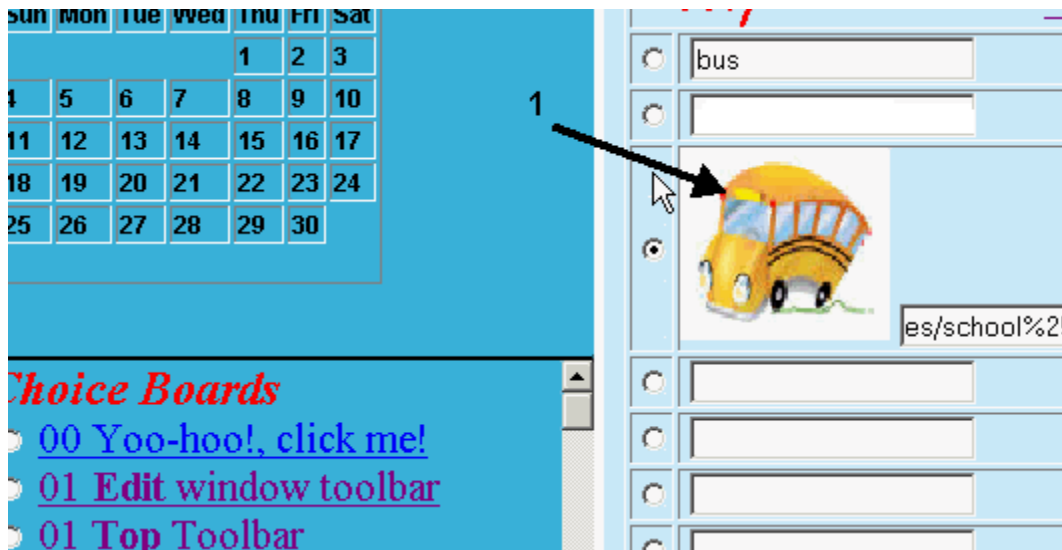 Sun Mon Tue Wed Thu Fri Sat
1 2 3
4 5 6 7 8 9 10
11 12 13 14 15 16 17
18 19 20 21 22 23 24
25 26 27 28 29 30
Choice Boards
00 Yoo-hoo!, click me!
01 Edit window toolbar
01 Top Toolbar
1
bus
es/school%2